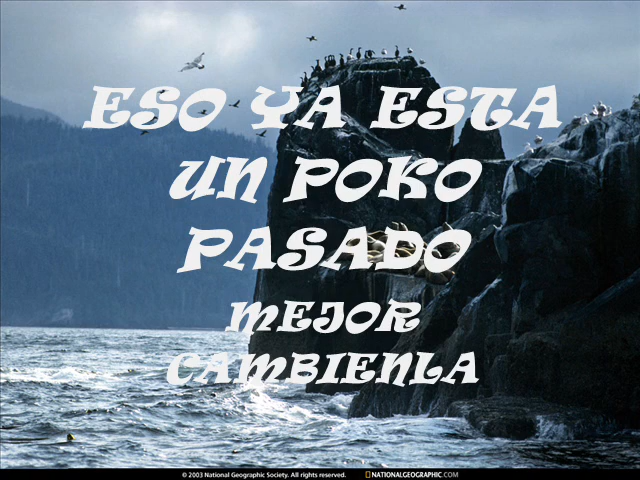 ESO YA ESTA
UN POKO
PASADO
MEJOR
CAMBIENLA
© 2003 National Geographic Society. All rights reserved. NATIONALGEOGRAPHIC.COM